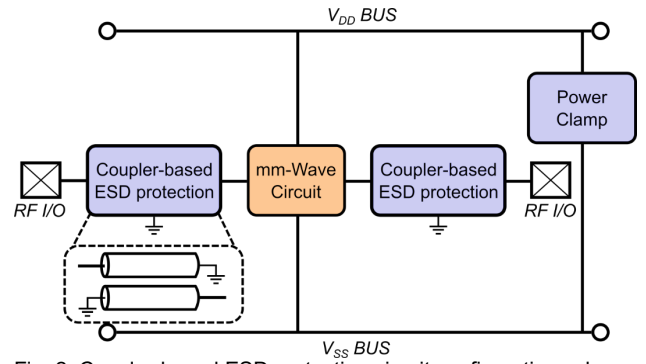 V_DD BUS
Power
Clamp
Coupler-based
ESD protection
mm-Wave
Circuit
Coupler-based
ESD protection
RF I/O
RF I/O
V_SS BUS